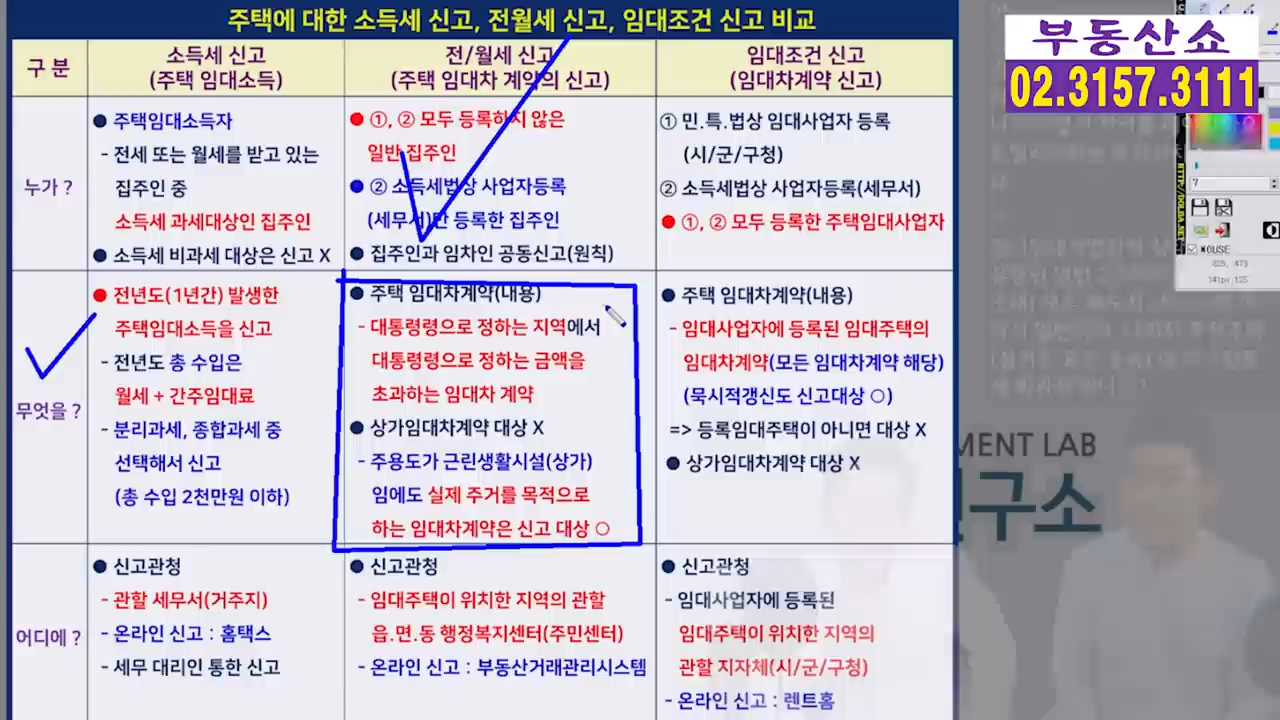 주택에 대한 소득세 신고, 전월세 신고, 임대조건 신고 비교
부동산쇼
02.3157.3111
구 분
소득세 신고
(주택 임대소득)
전/월세 신고
(주택 임대차 계약의 신고)
임대조건 신고
(임대차계약 신고)
누가 ?
● 주택임대소득자
- 전세 또는 월세를 받고 있는
집주인 중
소득세 과세대상인 집주인
● 소득세 비과세 대상은 신고 X
● ①, ② 모두 등록하지 않은
일반 집주인
● ② 소득세법상 사업자등록
(세무서)만 등록한 집주인
● 집주인과 임차인 공동신고(원칙)
① 민.특.법상 임대사업자 등록
(시/군/구청)
② 소득세법상 사업자등록(세무서)
● ①, ② 모두 등록한 주택임대사업자
무엇을 ?
● 전년도(1년간) 발생한
주택임대소득을 신고
- 전년도 총 수입은
월세 + 간주임대료
- 분리과세, 종합과세 중
선택해서 신고
(총 수입 2천만원 이하)
● 주택 임대차계약(내용)
- 대통령령으로 정하는 지역에서
대통령령으로 정하는 금액을
초과하는 임대차 계약
● 상가임대차계약 대상 X
- 주용도가 근린생활시설(상가)
임에도 실제 주거를 목적으로
하는 임대차계약은 신고 대상 ○
● 주택 임대차계약(내용)
- 임대사업자에 등록된 임대주택의
임대차계약(모든 임대차계약 해당)
(묵시적갱신도 신고대상 ○)
=> 등록임대주택이 아니면 대상 X
● 상가임대차계약 대상 X
어디에 ?
● 신고관청
- 관할 세무서(거주지)
- 온라인 신고 : 홈택스
- 세무 대리인 통한 신고
● 신고관청
- 임대주택이 위치한 지역의 관할
읍.면.동 행정복지센터(주민센터)
- 온라인 신고 : 부동산거래관리시스템
● 신고관청
- 임대사업자에 등록된
임대주택이 위치한 지역의
관할 지자체(시/군/구청)
- 온라인 신고 : 렌트홈
MENT LAB
구소
MOUSE
825, 473